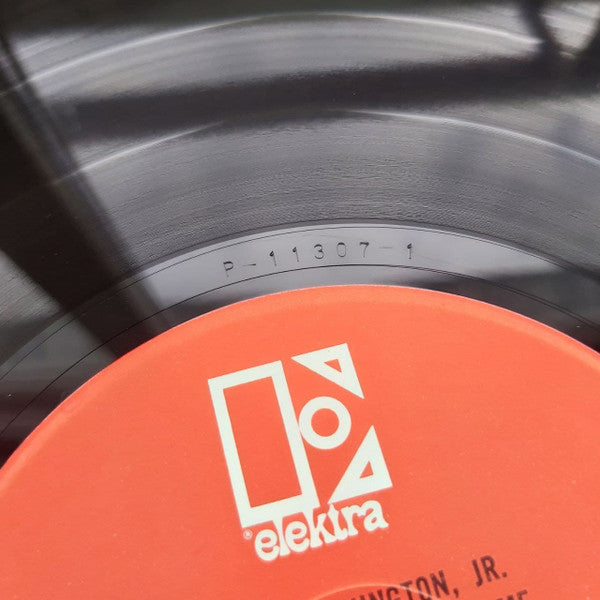 P-11307-1
® elektra
NGTON, JR.